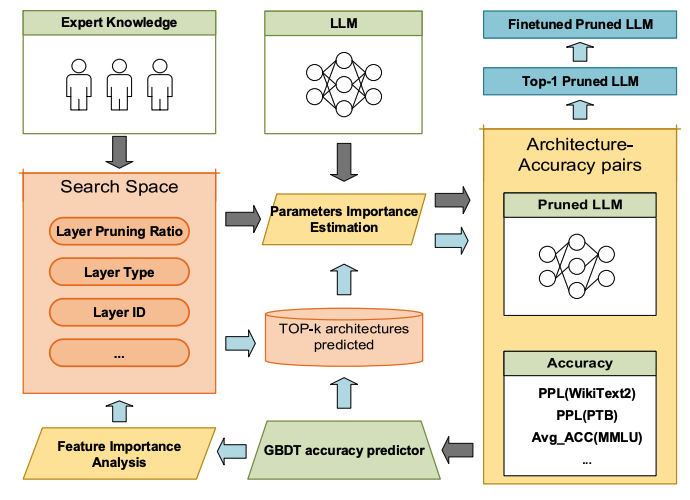 Expert Knowledge
LLM
Finetuned Pruned LLM
Top-1 Pruned LLM
Search Space
Layer Pruning Ratio
Layer Type
Layer ID
...
Parameters Importance
Estimation
TOP-k architectures
predicted
Architecture-
Accuracy pairs
Pruned LLM
Accuracy
PPL(WikiText2)
PPL(PTB)
Avg_ACC(MMLU)
...
Feature Importance
Analysis
GBDT accuracy predictor